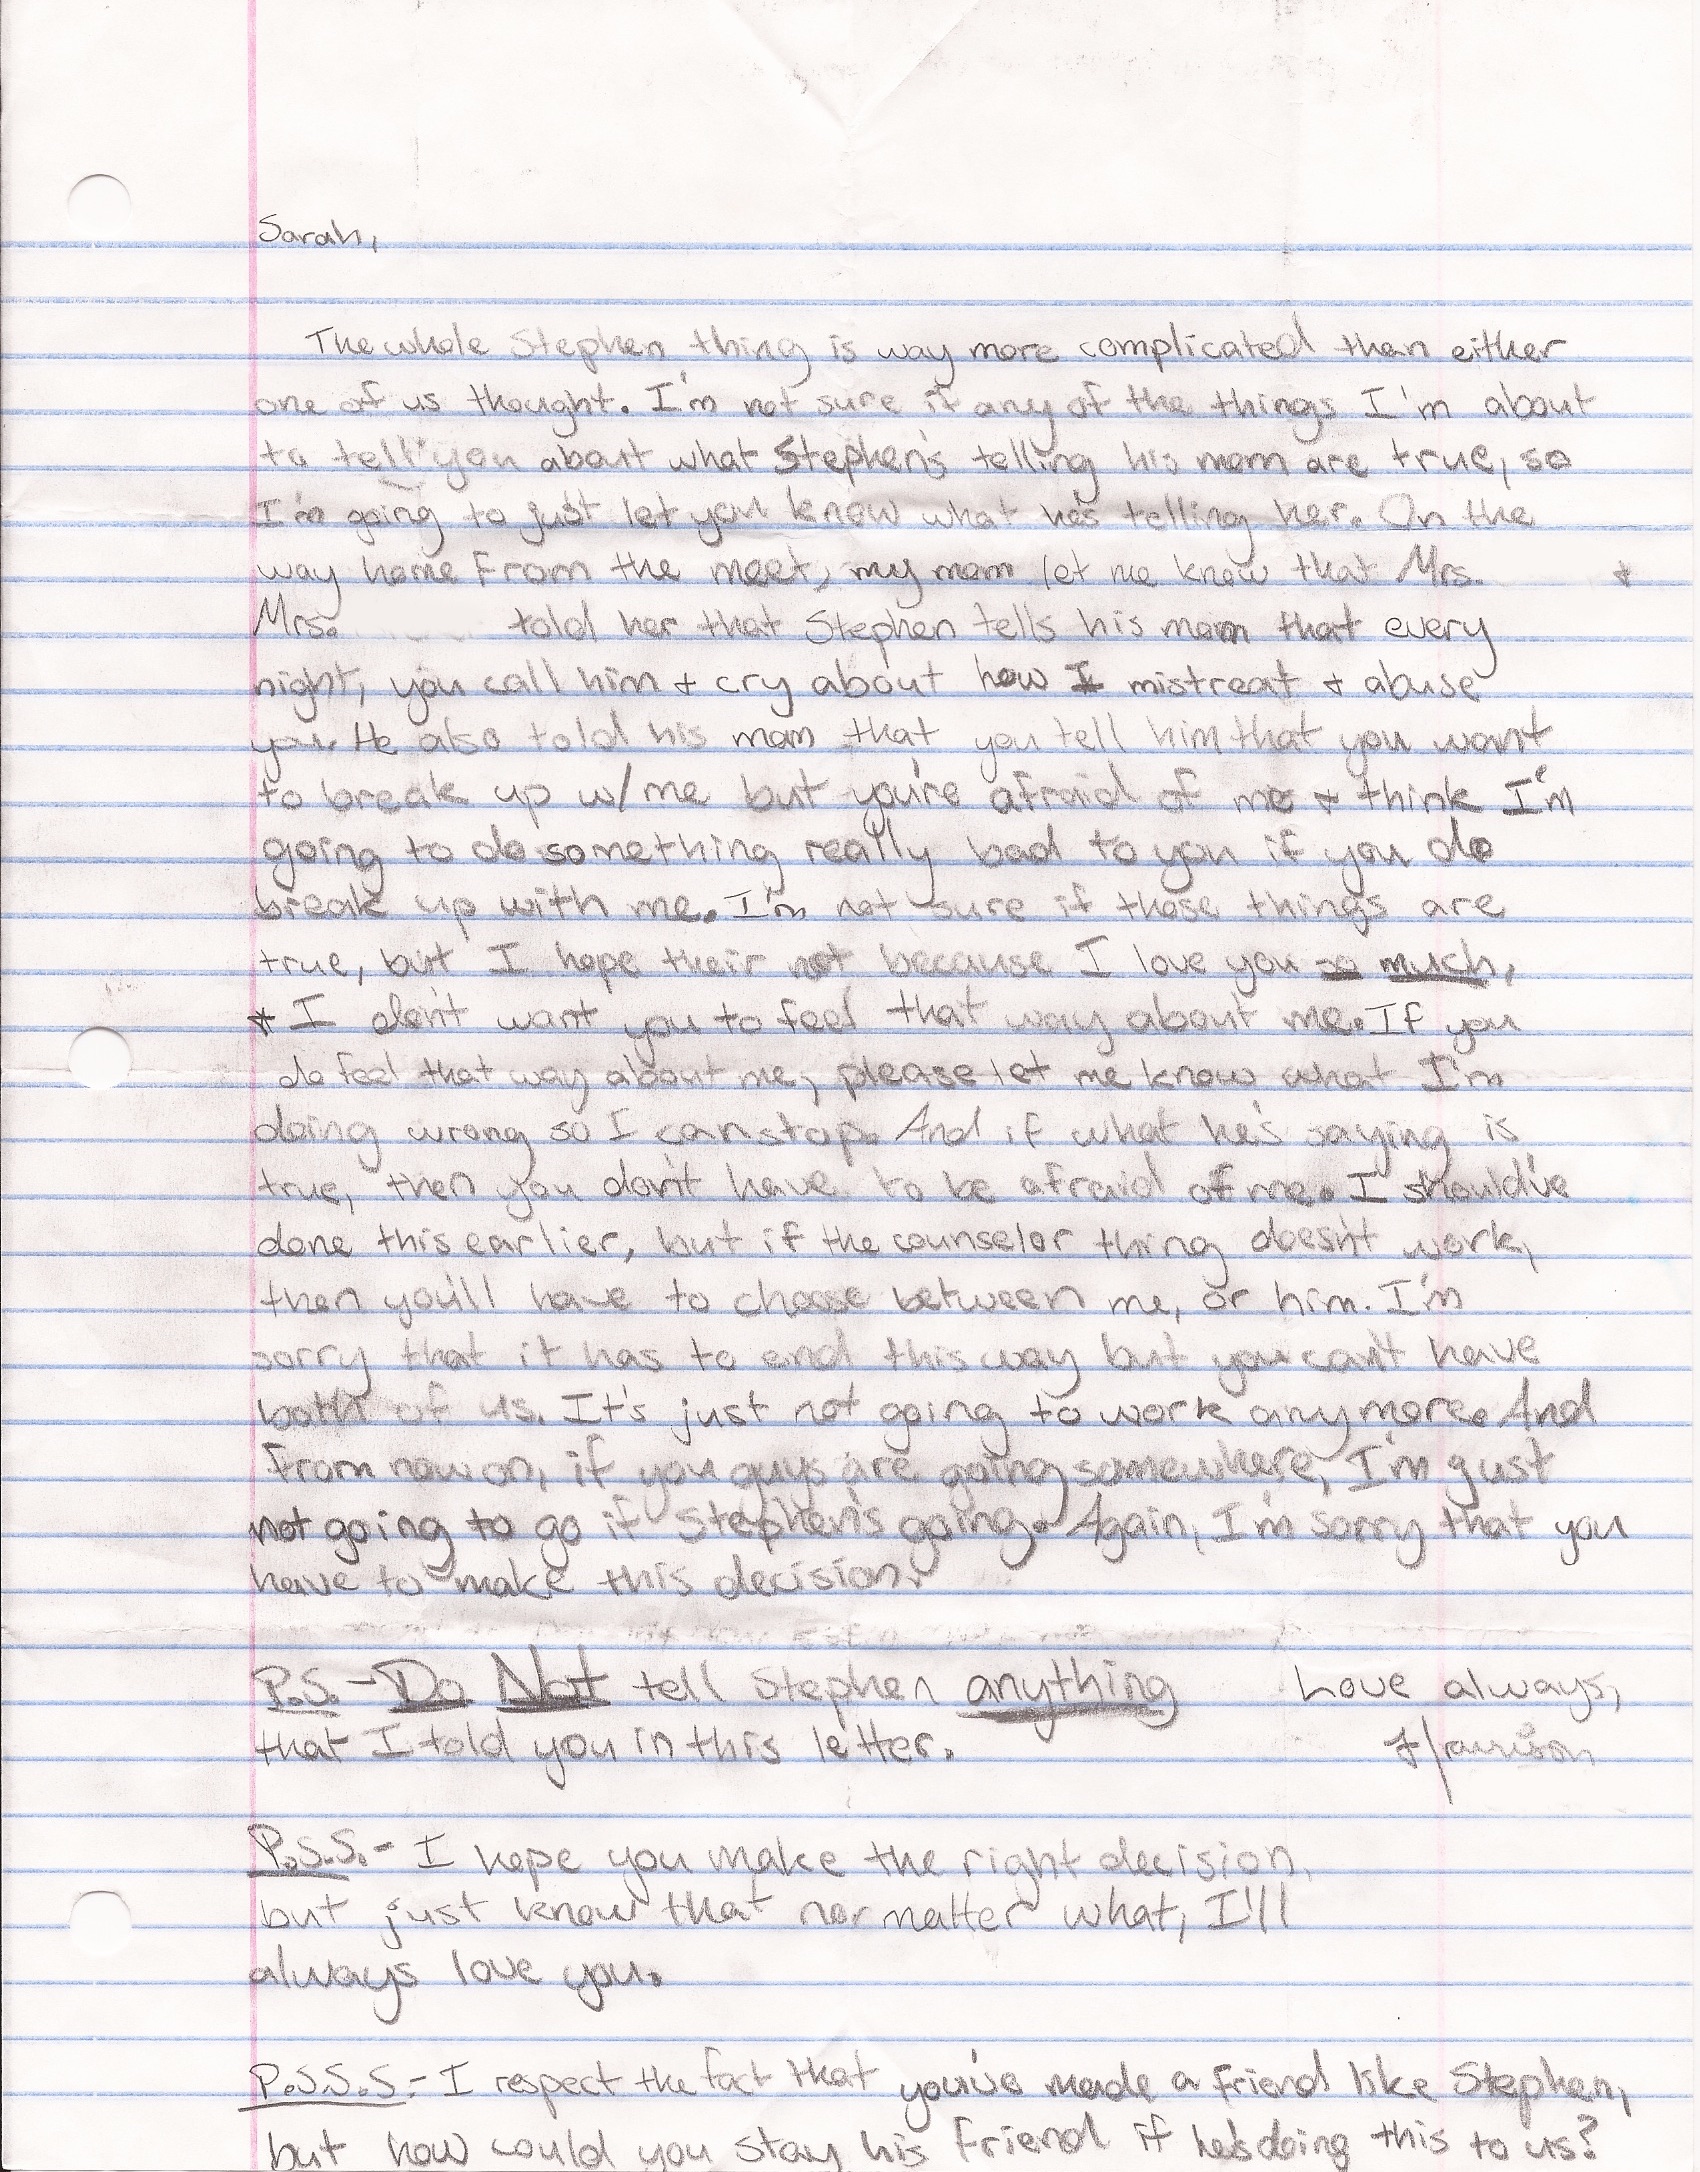 Sarah,
The whole Stephen thing is way more complicated than either
one of us thought. I'm not sure if any of the things I'm about
to tell you about what Stephen's telling his mom are true, so
I'm going to just let you know what he's telling her. On the
way home from the meet, my mom let me know that Mrs. +
Mrs. told her that Stephen tells his mom that every
night, you call him + cry about how I mistreat + abuse
you. He also told his mom that you tell him that you want
to break up w/ me but you're afraid of me + think I'm
going to do something really bad to you if you do
break up with me. I'm not sure if those things are
true, but I hope their not because I love you so much,
* I don't want you to feel that way about me. If you
do feel that way about me, please let me know what I'm
doing wrong so I can stop. And if what he's saying is
true, then you don't have to be afraid of me. I should've
done this earlier, but if the counselor thing doesn't work,
then you'll have to choose between me, or him. I'm
sorry that it has to end this way but you can't have
both of us. It's just not going to work anymore. And
from now on, if you guys are going somewhere, I'm just
not going to go if Stephen's going. Again, I'm sorry that you
have to make this decision.
P.S.- Do Not tell Stephen anything Love always,
that I told you in this letter. Harrison
P.S.S.- I hope you make the right decision,
but just know that nor matter what, I'll
always love you.
P.S.S.S.- I respect the fact that you've made a friend like Stephen,
but how could you stay his friend if he's doing this to us?